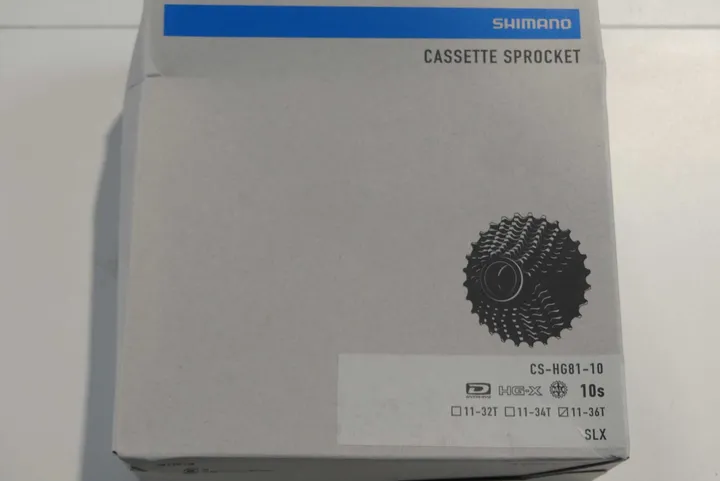 SHIMANO
CASSETTE SPROCKET
CS-HG81-10
HG-X 10s
☐11-32T ☐11-34T ☑11-36T
SLX